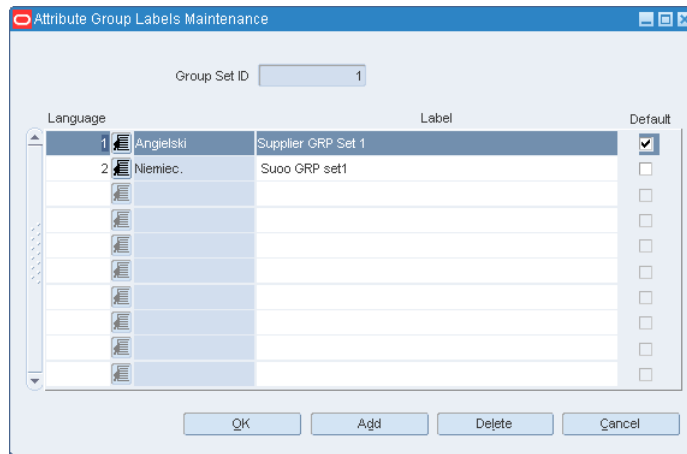 Attribute Group Labels Maintenance
Group Set ID 1
Language Label Default
1 Angielski Supplier GRP Set 1
2 Niemiec. Suoo GRP set1
OK Add Delete Cancel